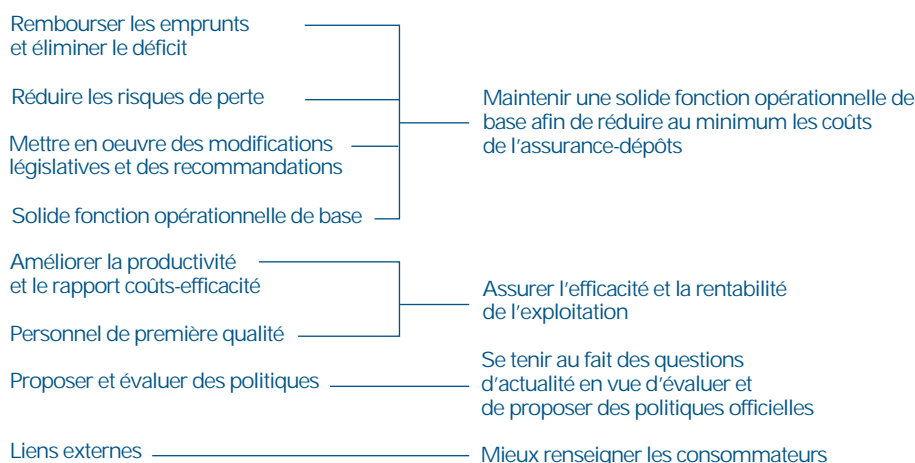 Rembourser les emprunts
et éliminer le déficit
Réduire les risques de perte
Mettre en oeuvre des modifications
législatives et des recommandations
Solide fonction opérationnelle de base
Maintenir une solide fonction opérationnelle de
base afin de réduire au minimum les coûts
de l'assurance-dépôts
Améliorer la productivité
et le rapport coûts-efficacité
Personnel de première qualité
Assurer l'efficacité et la rentabilité
de l'exploitation
Proposer et évaluer des politiques
Se tenir au fait des questions
d'actualité en vue d'évaluer et
de proposer des politiques officielles
Liens externes
Mieux renseigner les consommateurs